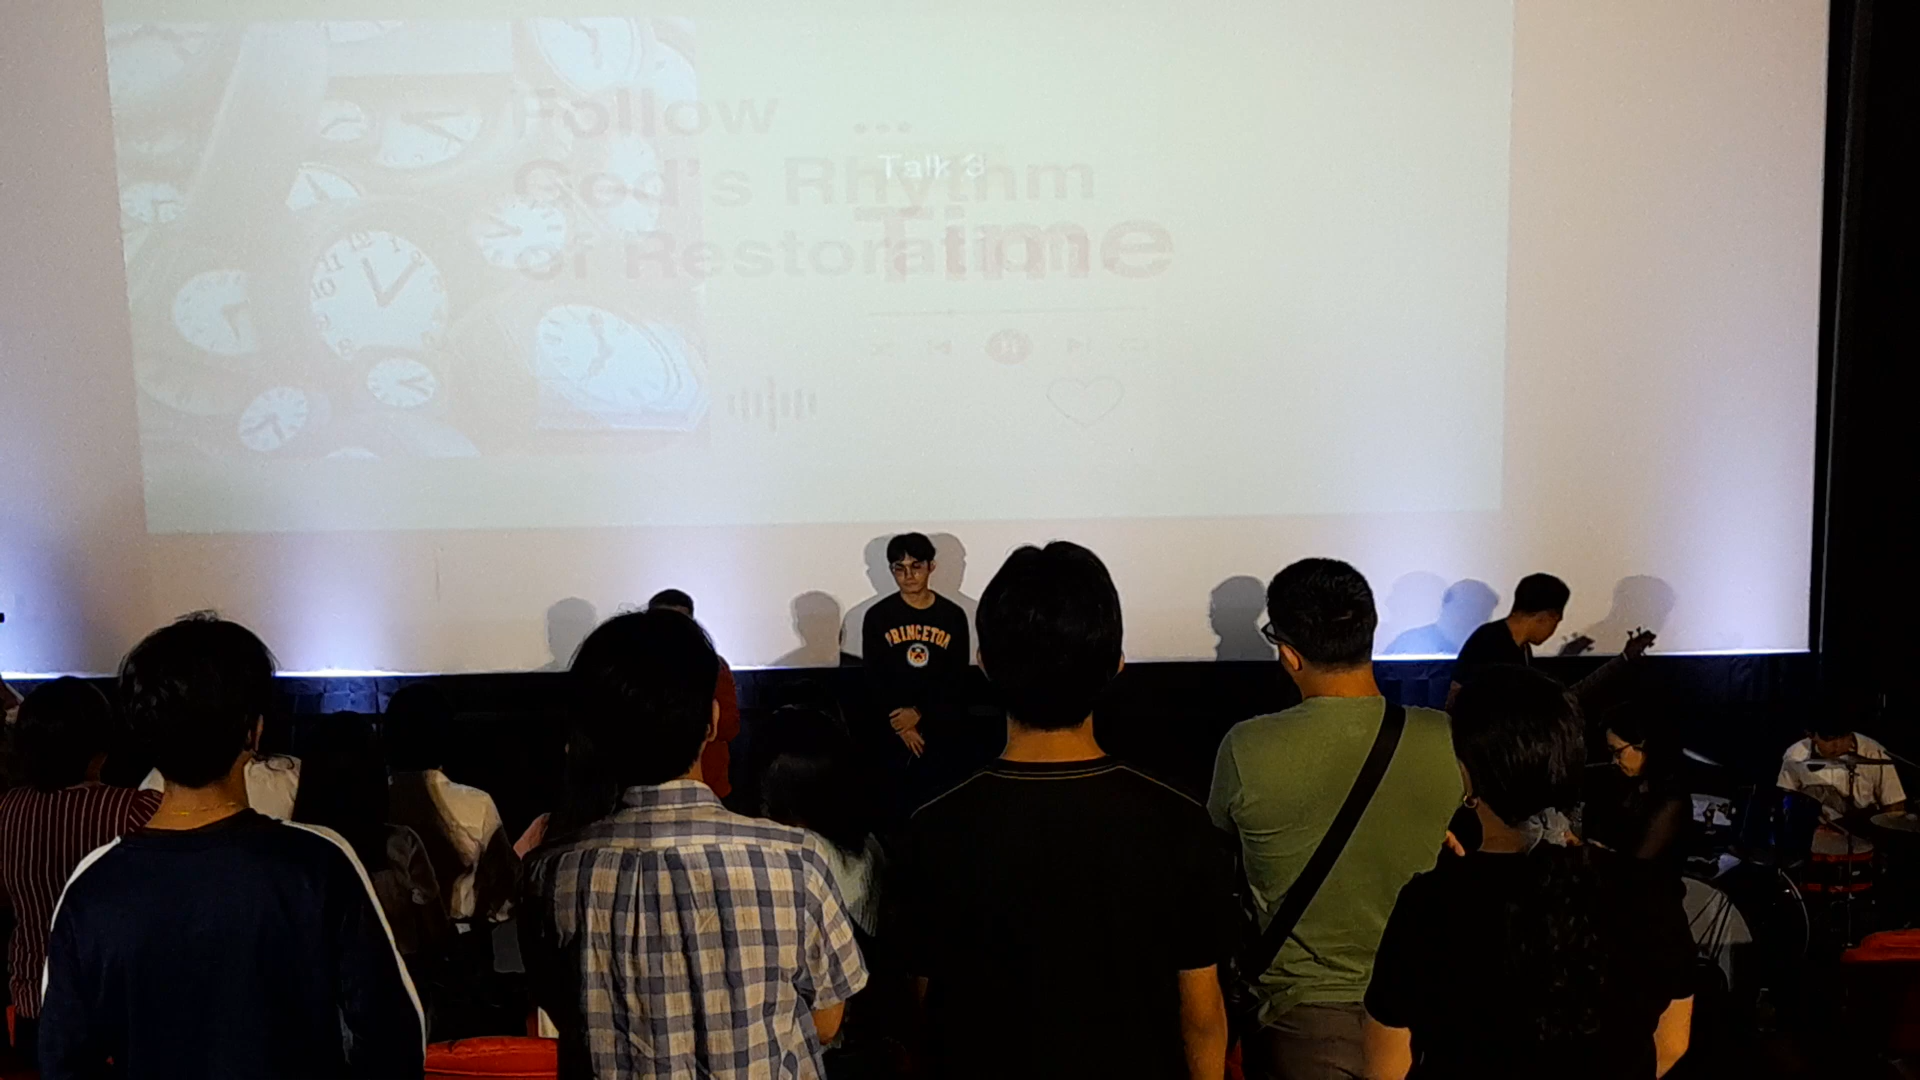 Follow
God's Rhythm
of Restoration
Talk 3
Time
PRINCETON